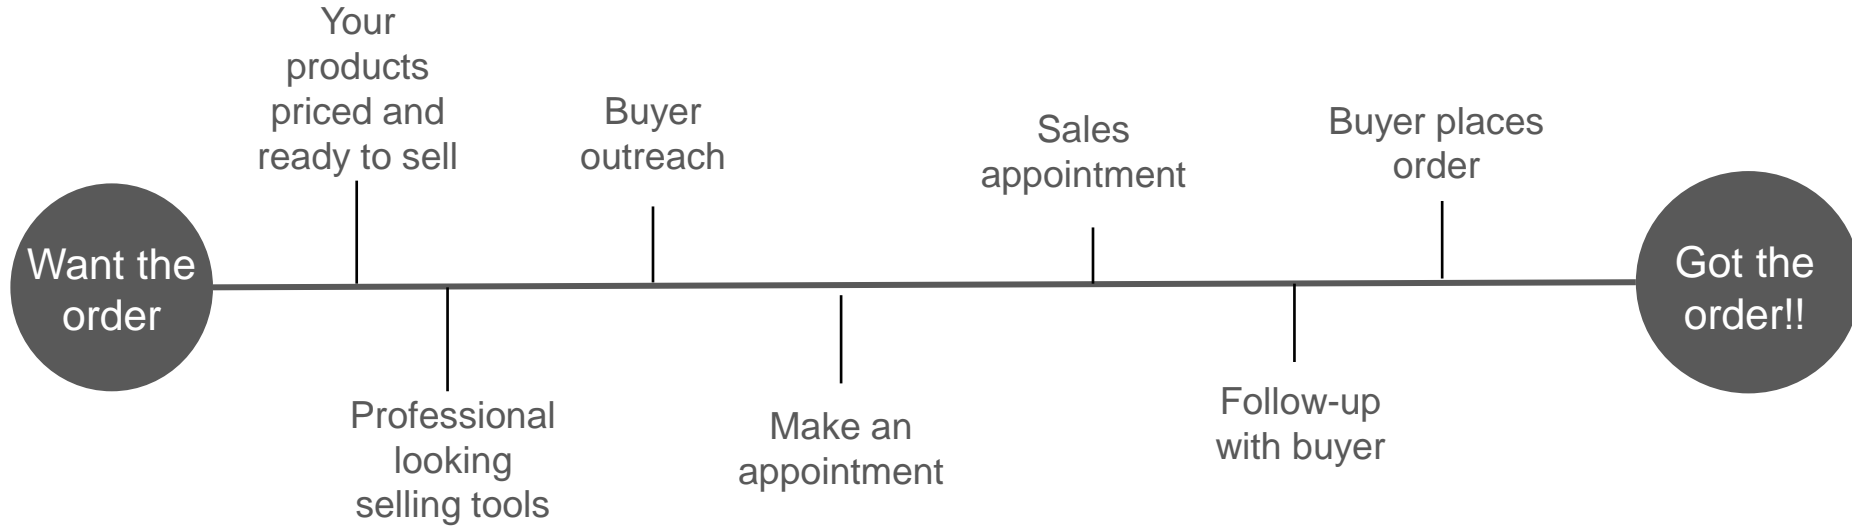 Want the
order
Your
products
priced and
ready to sell
Professional
looking
selling tools
Buyer
outreach
Make an
appointment
Sales
appointment
Follow-up
with buyer
Buyer places
order
Got the
order!!